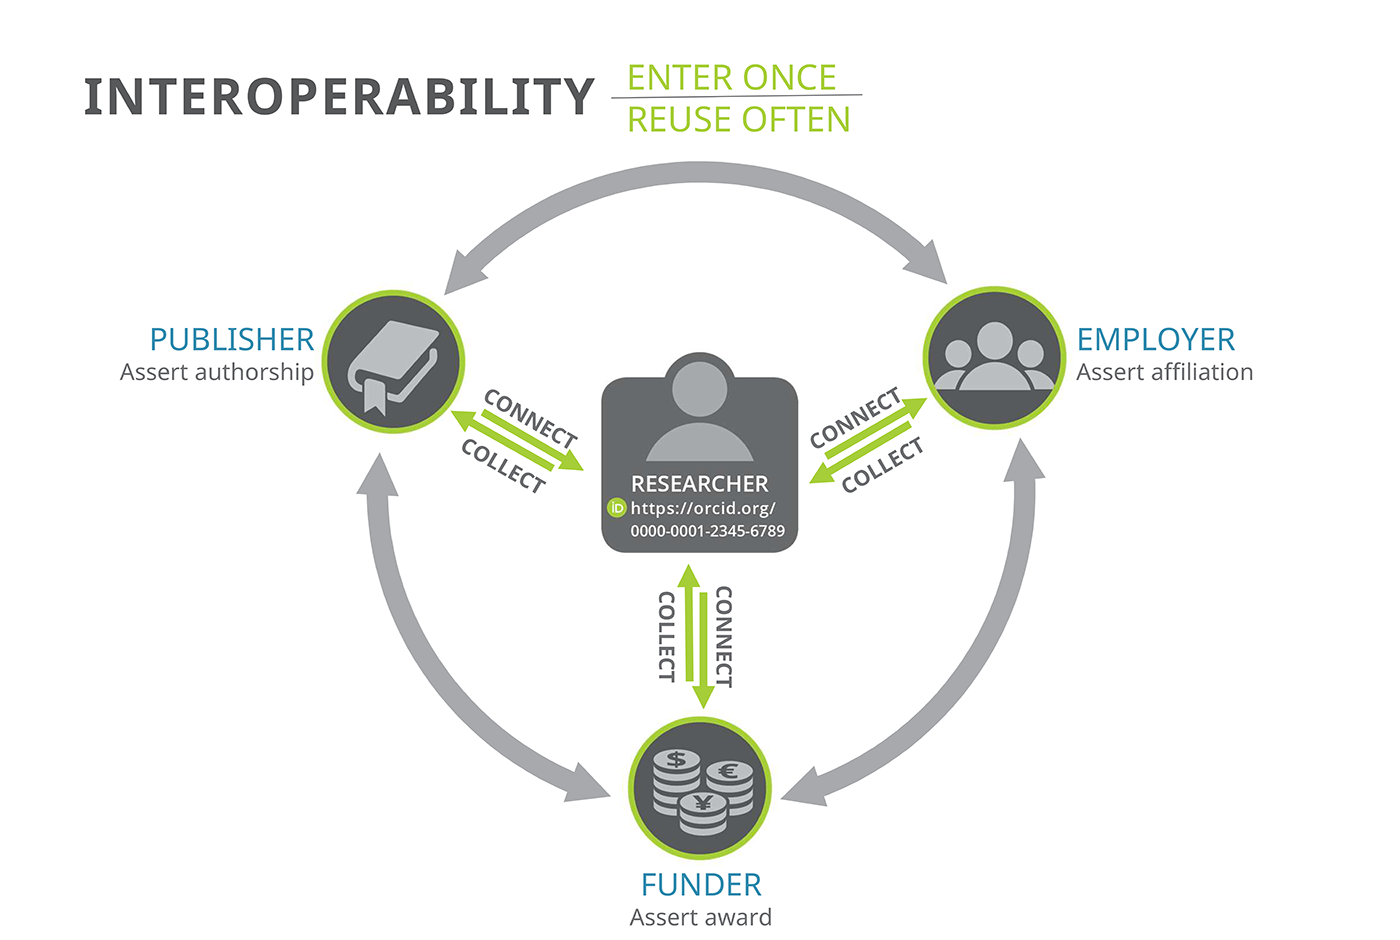 INTEROPERABILITY
ENTER ONCE
REUSE OFTEN
PUBLISHER
Assert authorship
EMPLOYER
Assert affiliation
CONNECT
COLLECT
CONNECT
COLLECT
RESEARCHER
iD https://orcid.org/
0000-0001-2345-6789
COLLECT
CONNECT
$
€
¥
FUNDER
Assert award